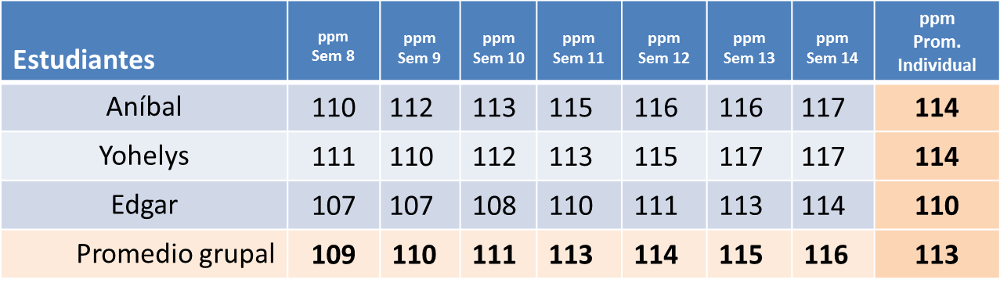 Estudiantes ppm Sem 8 ppm Sem 9 ppm Sem 10 ppm Sem 11 ppm Sem 12 ppm Sem 13 ppm Sem 14 ppm Prom. Individual
Aníbal 110 112 113 115 116 116 117 114
Yohelys 111 110 112 113 115 117 117 114
Edgar 107 107 108 110 111 113 114 110
Promedio grupal 109 110 111 113 114 115 116 113